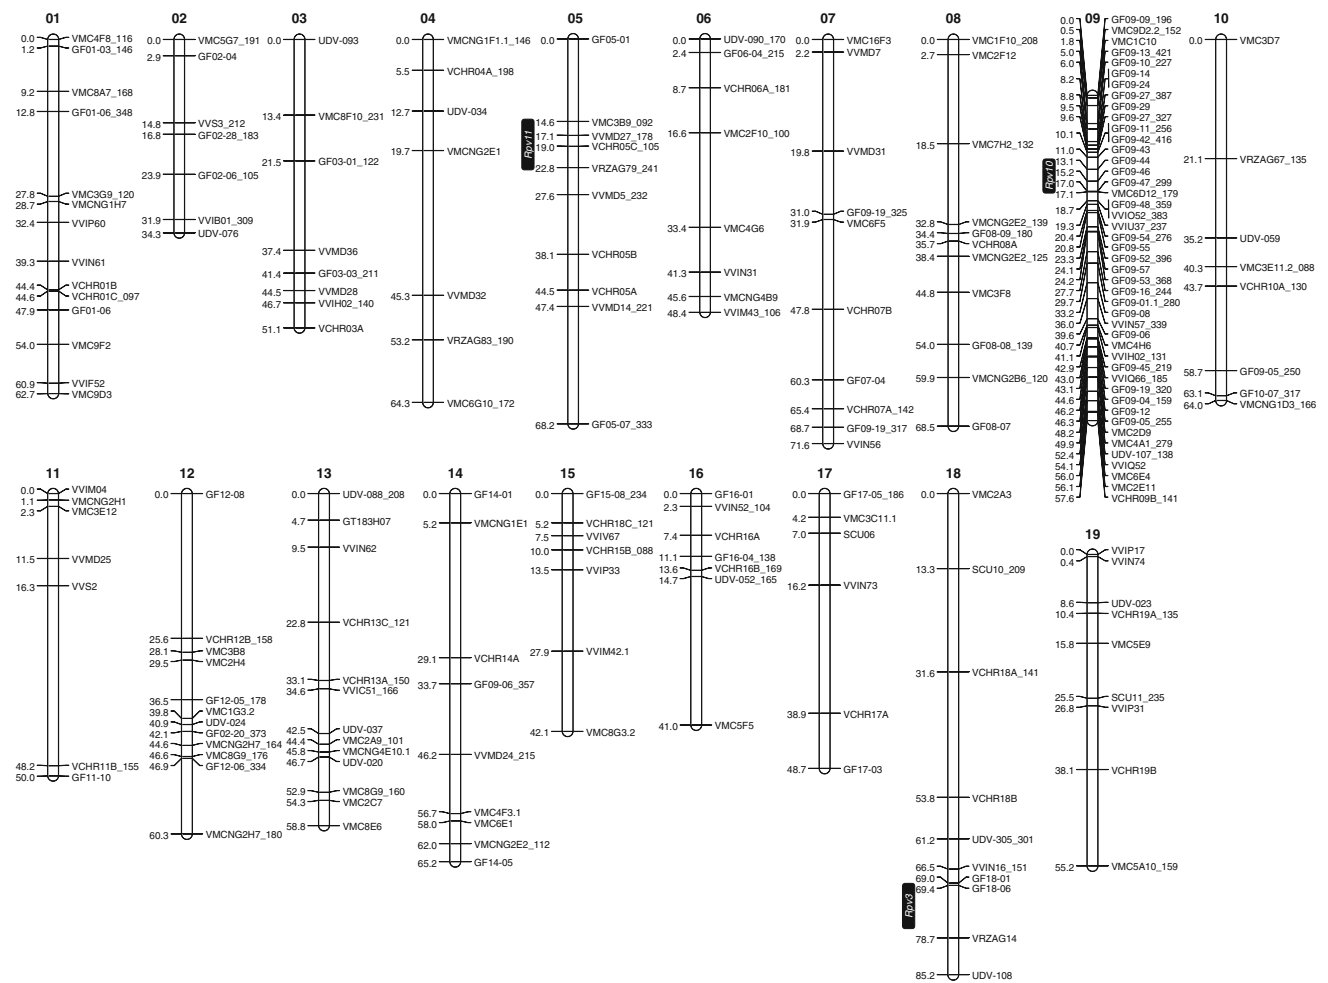 01
0.0 VMC4F8_116
1.2 GF01-03_146
9.2 VMC8A7_168
12.8 GF01-06_348
27.8 VMC3G9_120
28.7 VMCNG1H7
32.4 VVIP60
39.3 VVIN61
44.4 VCHR01B
44.6 VCHR01C_097
47.9 GF01-06
54.0 VMC9F2
60.9 VVIF52
62.7 VMC9D3
02
0.0 VMC5G7_191
2.9 GF02-04
14.8 VVS3_212
16.8 GF02-28_183
23.9 GF02-06_105
31.9 VVIB01_309
34.3 UDV-076
03
0.0 UDV-093
13.4 VMC8F10_231
21.5 GF03-01_122
37.4 VVMD36
41.4 GF03-03_211
44.5 VVMD28
46.7 VVIH02_140
51.1 VCHR03A
04
0.0 VMCNG1F1.1_146
5.5 VCHR04A_198
12.7 UDV-034
19.7 VMCNG2E1
45.3 VVMD32
53.2 VRZAG83_190
64.3 VMC6G10_172
05
0.0 GF05-01
14.6 VMC3B9_092
17.1 VVMD27_178
19.0 VCHR05C_105
22.8 VRZAG79_241
27.6 VVMD5_232
38.1 VCHR05B
44.5 VCHR05A
47.4 VVMD14_221
68.2 GF05-07_333
Rpv11
06
0.0 UDV-090_170
2.4 GF06-04_215
8.7 VCHR06A_181
16.6 VMC2F10_100
33.4 VMC4G6
41.3 VVIN31
45.6 VMCNG4B9
48.4 VVIM43_106
07
0.0 VMC16F3
2.2 VVMD7
19.8 VVMD31
31.0 GF09-19_325
31.9 VMC6F5
47.8 VCHR07B
60.3 GF07-04
65.4 VCHR07A_142
68.7 GF09-19_317
71.6 VVIN56
08
0.0 VMC1F10_208
2.7 VMC2F12
18.5 VMC7H2_132
32.8 VMCNG2E2_139
34.4 GF08-09_180
35.7 VCHR08A
38.4 VMCNG2E2_125
44.8 VMC3F8
54.0 GF08-08_139
59.9 VMCNG2B6_120
68.5 GF08-07
09
0.0 GF09-09_196
0.5 VMC9D2.2_152
1.8 VMC1C10
5.0 GF09-13_421
6.0 GF09-10_227
8.2 GF09-14
GF09-24
8.8 GF09-27_387
9.5 GF09-29
9.6 GF09-27_327
10.1 GF09-11_256
GF09-42_416
11.0 GF09-43
13.1 GF09-44
15.2 GF09-46
17.0 GF09-47_299
17.1 VMC6D12_179
18.7 GF09-48_359
VVIO52_383
19.3 VVIU37_237
20.4 GF09-54_276
20.8 GF09-55
23.3 GF09-52_396
24.1 GF09-57
24.2 GF09-53_368
27.7 GF09-16_244
29.7 GF09-01.1_280
33.2 GF09-08
36.0 VVIN57_339
39.6 GF09-06
40.7 VMC4H6
41.1 VVIH02_131
42.9 GF09-45_219
43.0 VVIQ66_185
43.1 GF09-19_320
44.6 GF09-04_159
46.2 GF09-12
46.3 GF09-05_255
48.2 VMC2D9
49.9 VMC4A1_279
52.4 UDV-107_138
54.1 VVIQ52
56.0 VMC6E4
56.1 VMC2E11
57.6 VCHR09B_141
Rpv10
10
0.0 VMC3D7
21.1 VRZAG67_135
35.2 UDV-059
40.3 VMC3E11.2_088
43.7 VCHR10A_130
58.7 GF09-05_250
63.1 GF10-07_317
64.0 VMCNG1D3_166
11
0.0 VVIM04
1.1 VMCNG2H1
2.3 VMC3E12
11.5 VVMD25
16.3 VVS2
48.2 VCHR11B_155
50.0 GF11-10
12
0.0 GF12-08
25.6 VCHR12B_158
28.1 VMC3B8
29.5 VMC2H4
36.5 GF12-05_178
39.8 VMC1G3.2
40.9 UDV-024
42.1 GF02-20_373
44.6 VMCNG2H7_164
46.6 VMC8G9_176
46.9 GF12-06_334
60.3 VMCNG2H7_180
13
0.0 UDV-088_208
4.7 GT183H07
9.5 VVIN62
22.8 VCHR13C_121
33.1 VCHR13A_150
34.6 VVIC51_166
42.5 UDV-037
44.4 VMC2A9_101
45.8 VMCNG4E10.1
46.7 UDV-020
52.9 VMC8G9_160
54.3 VMC2C7
58.8 VMC8E6
14
0.0 GF14-01
5.2 VMCNG1E1
29.1 VCHR14A
33.7 GF09-06_357
46.2 VVMD24_215
56.7 VMC4F3.1
58.0 VMC6E1
62.0 VMCNG2E2_112
65.2 GF14-05
15
0.0 GF15-08_234
5.2 VCHR18C_121
7.5 VVIV67
10.0 VCHR15B_088
13.5 VVIP33
27.9 VVIM42.1
42.1 VMC8G3.2
16
0.0 GF16-01
2.3 VVIN52_104
7.4 VCHR16A
11.1 GF16-04_138
13.6 VCHR16B_169
14.7 UDV-052_165
41.0 VMC5F5
17
0.0 GF17-05_186
4.2 VMC3C11.1
7.0 SCU06
16.2 VVIN73
38.9 VCHR17A
48.7 GF17-03
18
0.0 VMC2A3
13.3 SCU10_209
31.6 VCHR18A_141
53.8 VCHR18B
61.2 UDV-305_301
66.5 VVIN16_151
69.0 GF18-01
69.4 GF18-06
78.7 VRZAG14
85.2 UDV-108
Rpv3
19
0.0 VVIP17
0.4 VVIN74
8.6 UDV-023
10.4 VCHR19A_135
15.8 VMC5E9
25.5 SCU11_235
26.8 VVIP31
38.1 VCHR19B
55.2 VMC5A10_159